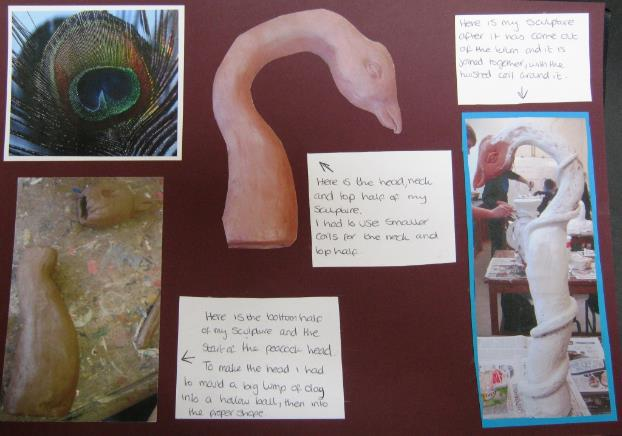 Here is my sculpture
after it has come out
of the kiln and it is
joined together, with the
twisted coil around it.
Here is the head, neck
and top half of my
sculpture.
I had to use smaller
coils for the neck and
top half.
Here is the bottom half
of my sculpture and the
start of the peacock head.
To make the head I had
to mould a big lump of clay
into a hollow ball, then into
the proper shape.